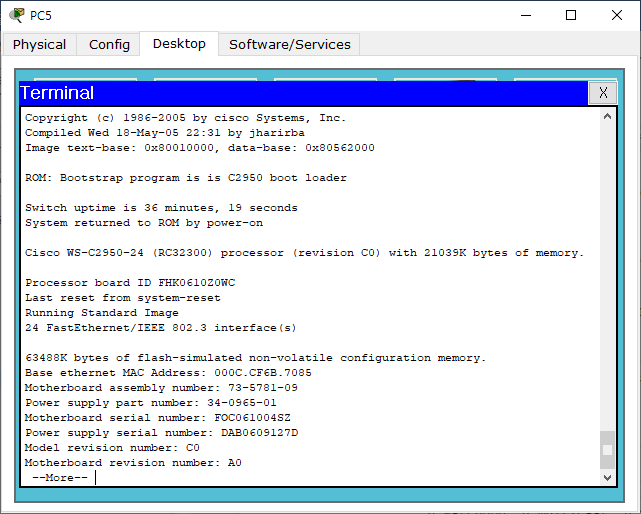 PC5
Physical Config Desktop Software/Services
Terminal X
Copyright (c) 1986-2005 by cisco Systems, Inc.
Compiled Wed 18-May-05 22:31 by jharirba
Image text-base: 0x80010000, data-base: 0x80562000
ROM: Bootstrap program is is C2950 boot loader
Switch uptime is 36 minutes, 19 seconds
System returned to ROM by power-on
Cisco WS-C2950-24 (RC32300) processor (revision C0) with 21039K bytes of memory.
Processor board ID FHK0610Z0WC
Last reset from system-reset
Running Standard Image
24 FastEthernet/IEEE 802.3 interface(s)
63488K bytes of flash-simulated non-volatile configuration memory.
Base ethernet MAC Address: 000C.CF6B.7085
Motherboard assembly number: 73-5781-09
Power supply part number: 34-0965-01
Motherboard serial number: FOC061004SZ
Power supply serial number: DAB0609127D
Model revision number: C0
Motherboard revision number: A0
--More--